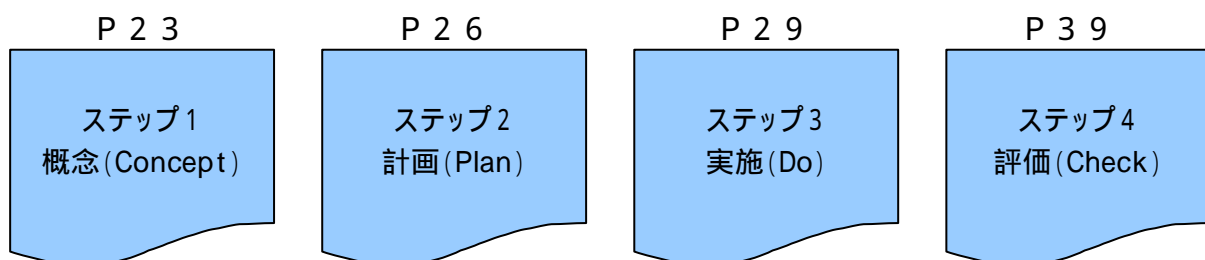 P23
P26
P29
P39
ステップ1
概念(Concept)
ステップ2
計画(Plan)
ステップ3
実施(Do)
ステップ4
評価(Check)